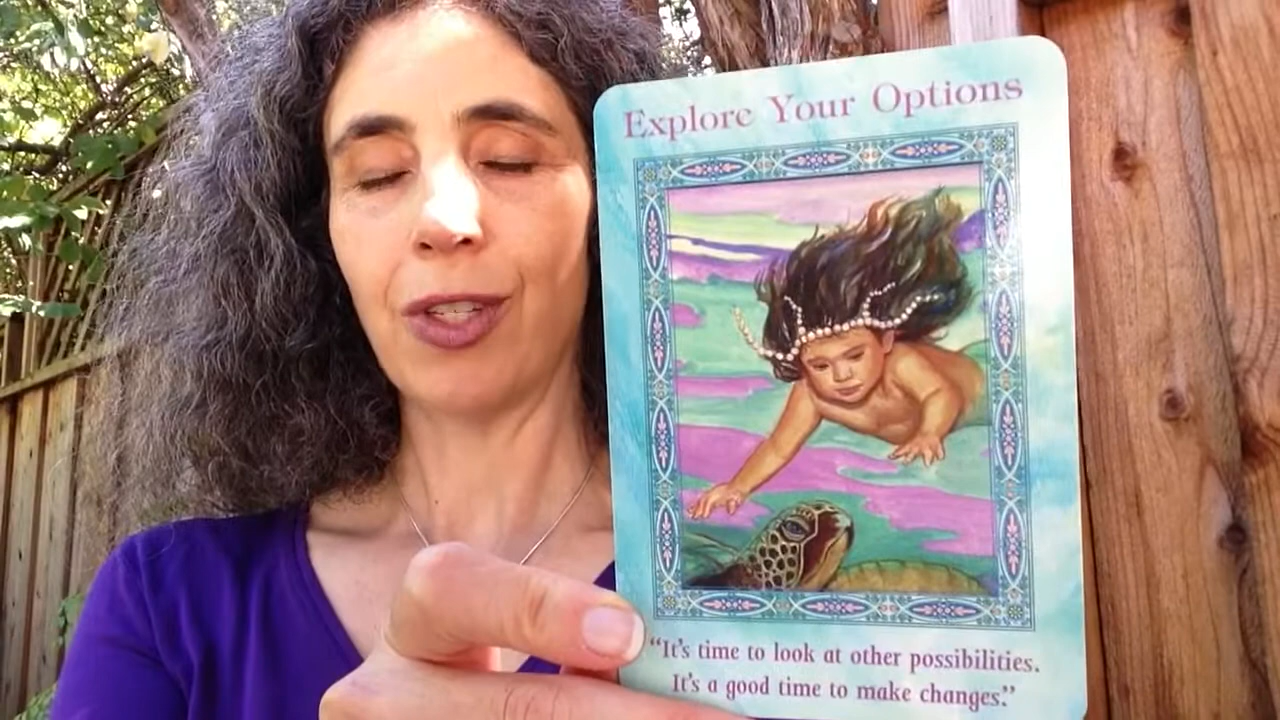 Explore Your Options
“It’s time to look at other possibilities.
It’s a good time to make changes.”